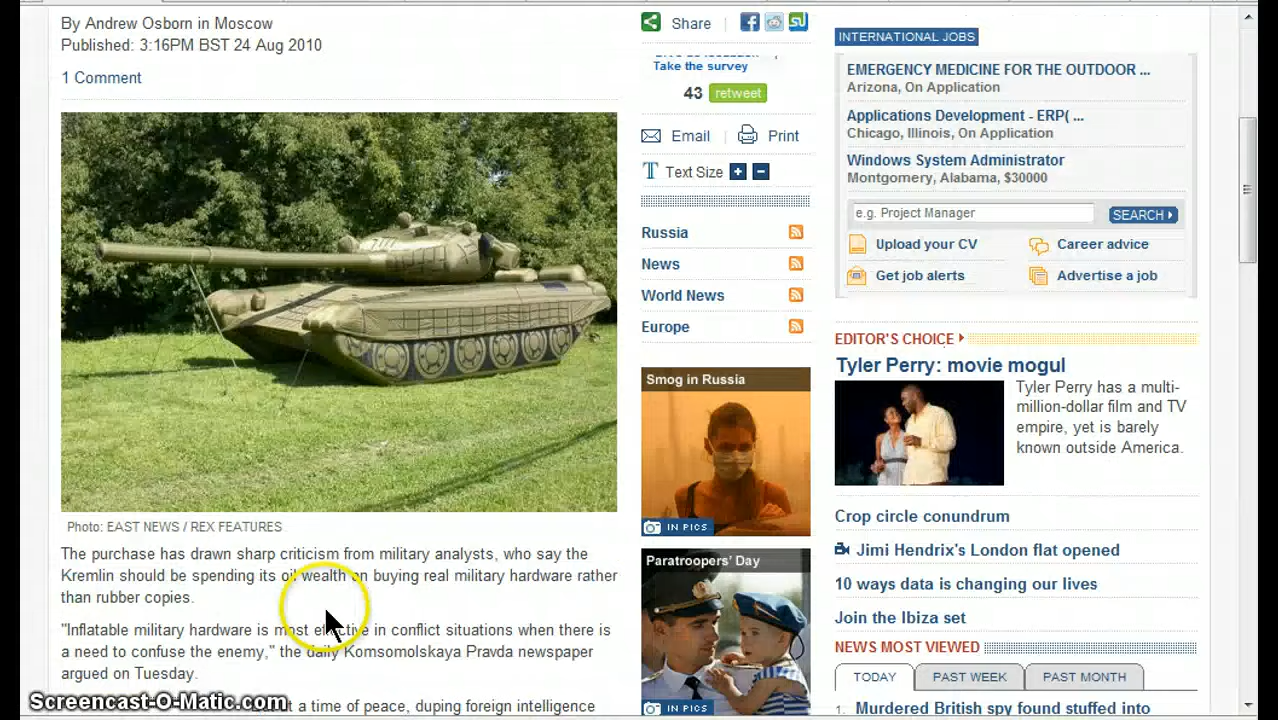 By Andrew Osborn in Moscow
Published: 3:16PM BST 24 Aug 2010
1 Comment
Photo: EAST NEWS / REX FEATURES
The purchase has drawn sharp criticism from military analysts, who say the
Kremlin should be spending its oil wealth on buying real military hardware rather
than rubber copies.
"Inflatable military hardware is most effective in conflict situations when there is
a need to confuse the enemy," the daily Komsomolskaya Pravda newspaper
argued on Tuesday.
t a time of peace, duping foreign intelligence
Screencast-O-Matic.com
Share
Take the survey
43 retweet
Email Print
Text Size + -
Russia
News
World News
Europe
Smog in Russia
IN PICS
Paratroopers' Day
IN PICS
INTERNATIONAL JOBS
EMERGENCY MEDICINE FOR THE OUTDOOR ...
Arizona, On Application
Applications Development - ERP( ...
Chicago, Illinois, On Application
Windows System Administrator
Montgomery, Alabama, $30000
e.g. Project Manager SEARCH
Upload your CV Career advice
Get job alerts Advertise a job
EDITOR'S CHOICE
Tyler Perry: movie mogul
Tyler Perry has a multi-
million-dollar film and TV
empire, yet is barely
known outside America.
Crop circle conundrum
Jimi Hendrix's London flat opened
10 ways data is changing our lives
Join the Ibiza set
NEWS MOST VIEWED
TODAY PAST WEEK PAST MONTH
1. Murdered British spy found stuffed into